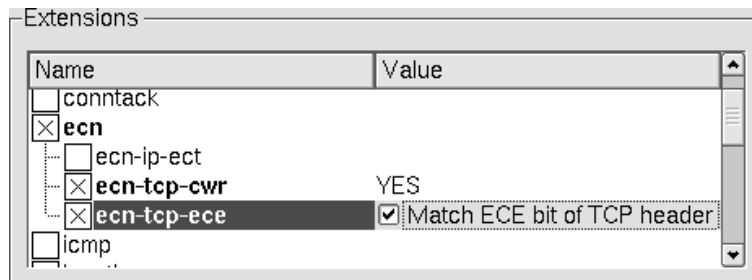 Extensions
Name Value
conntack
ecn
ecn-ip-ect
ecn-tcp-cwr YES
ecn-tcp-ece Match ECE bit of TCP header
icmp